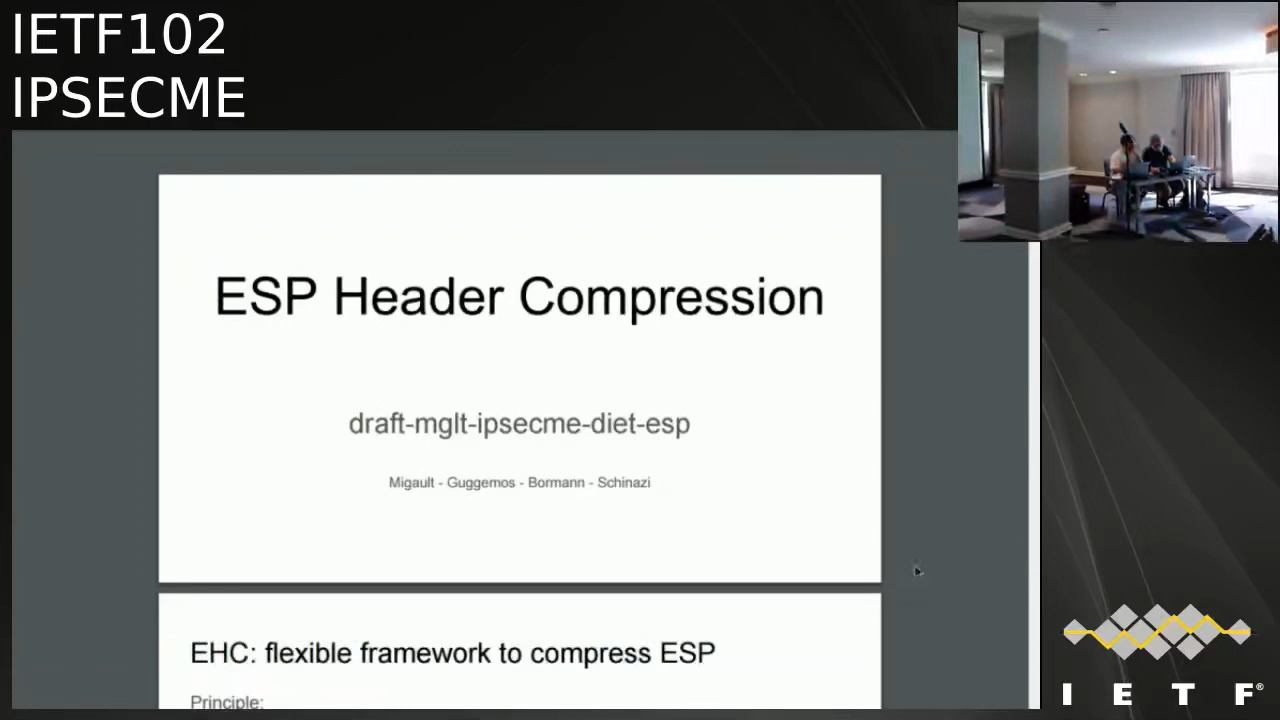 IETF102
IPSECME
ESP Header Compression
draft-mglt-ipsecme-diet-esp
Migault - Guggemos - Bormann - Schinazi
EHC: flexible framework to compress ESP
Principle:
I E T F®